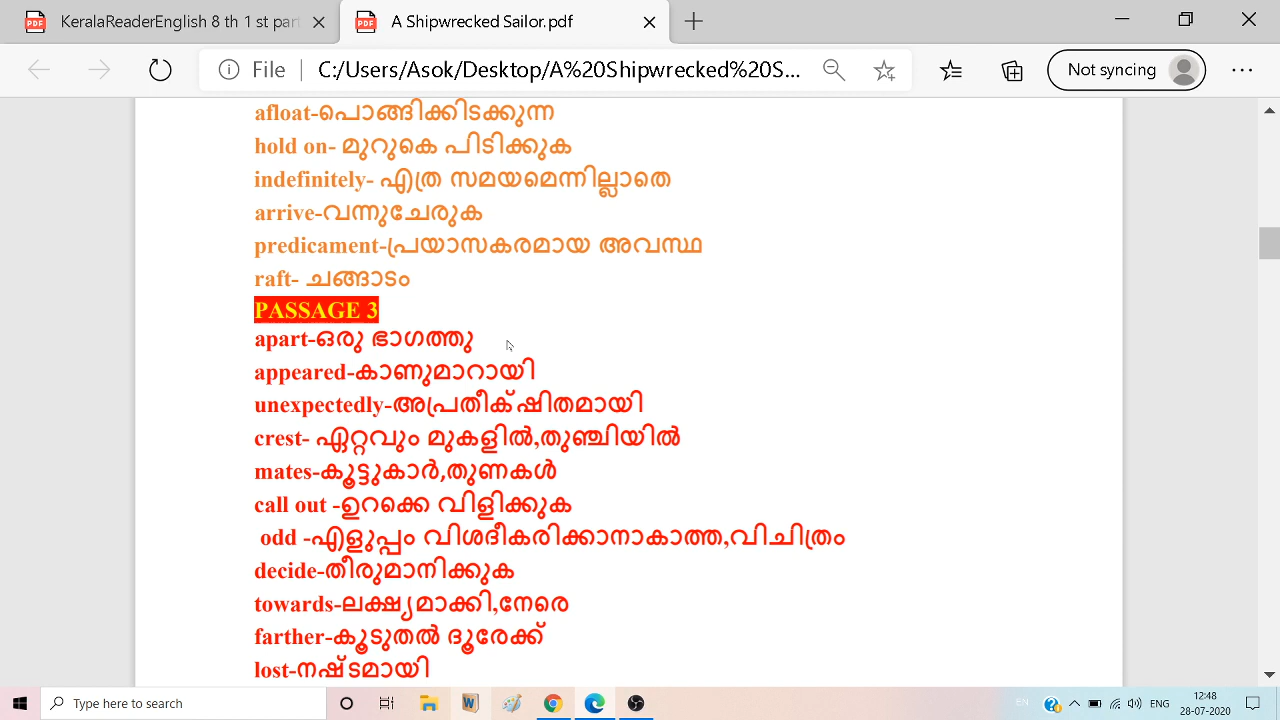 KeralaReaderEnglish 8 th 1 st part
A Shipwrecked Sailor.pdf
File
C:/Users/Asok/Desktop/A%20Shipwrecked%20S...
Not syncing
afloat-പൊങ്ങിക്കിടക്കുന്ന
hold on- മുറുകെ പിടിക്കുക
indefinitely- എത്ര സമയമെന്നില്ലാതെ
arrive-വന്നുചേരുക
predicament-പ്രയാസകരമായ അവസ്ഥ
raft- ചങ്ങാടം
PASSAGE 3
apart-ഒരു ഭാഗത്തു
appeared-കാണുമാറായി
unexpectedly-അപ്രതീക്ഷിതമായി
crest- ഏറ്റവും മുകളിൽ,തുഞ്ചിയിൽ
mates-കൂട്ടുകാർ,തുണകൾ
call out -ഉറക്കെ വിളിക്കുക
odd -എളുപ്പം വിശദീകരിക്കാനാകാത്ത,വിചിത്രം
decide-തീരുമാനിക്കുക
towards-ലക്ഷ്യമാക്കി,നേരെ
farther-കൂടുതൽ ദൂരേക്ക്
lost-നഷ്ടമായി
Type here to search
EN
ENG
12:48
28-07-2020